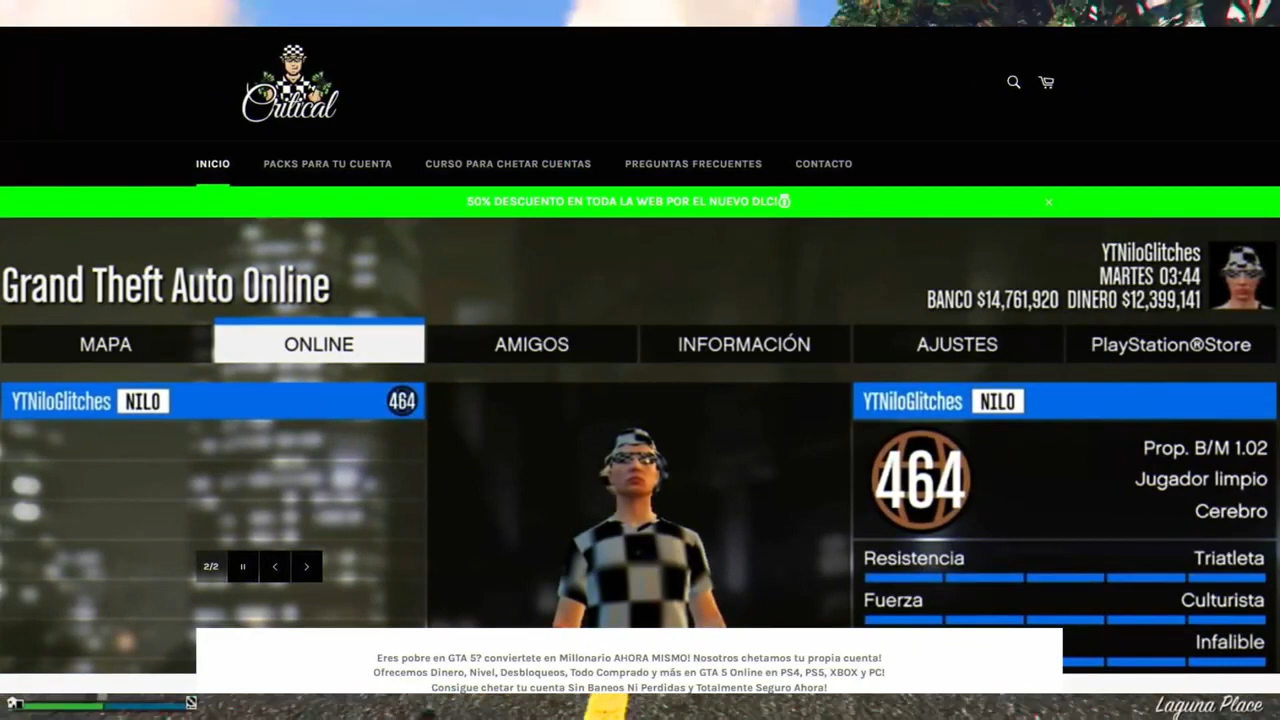 Critical
INICIO
PACKS PARA TU CUENTA
CURSO PARA CHETAR CUENTAS
PREGUNTAS FRECUENTES
CONTACTO
50% DESCUENTO EN TODA LA WEB POR EL NUEVO DLC
×
Grand Theft Auto Online
YTNiloGlitches
MARTES 03:44
BANCO $14,761,920 DINERO $12,399,141
MAPA
ONLINE
AMIGOS
INFORMACIÓN
AJUSTES
PlayStation®Store
YTNiloGlitches NILO 464
YTNiloGlitches NILO
464
Prop. B/M 1.02
Jugador limpio
Cerebro
Resistencia Triatleta
Fuerza Culturista
Infalible
2/2
Eres pobre en GTA 5? conviertete en Millonario AHORA MISMO! Nosotros chetamos tu propia cuenta!
Ofrecemos Dinero, Nivel, Desbloqueos, Todo Comprado y más en GTA 5 Online en PS4, PS5, XBOX y PC!
Consigue chetar tu cuenta Sin Baneos Ni Perdidas y Totalmente Seguro Ahora!
Laguna Place